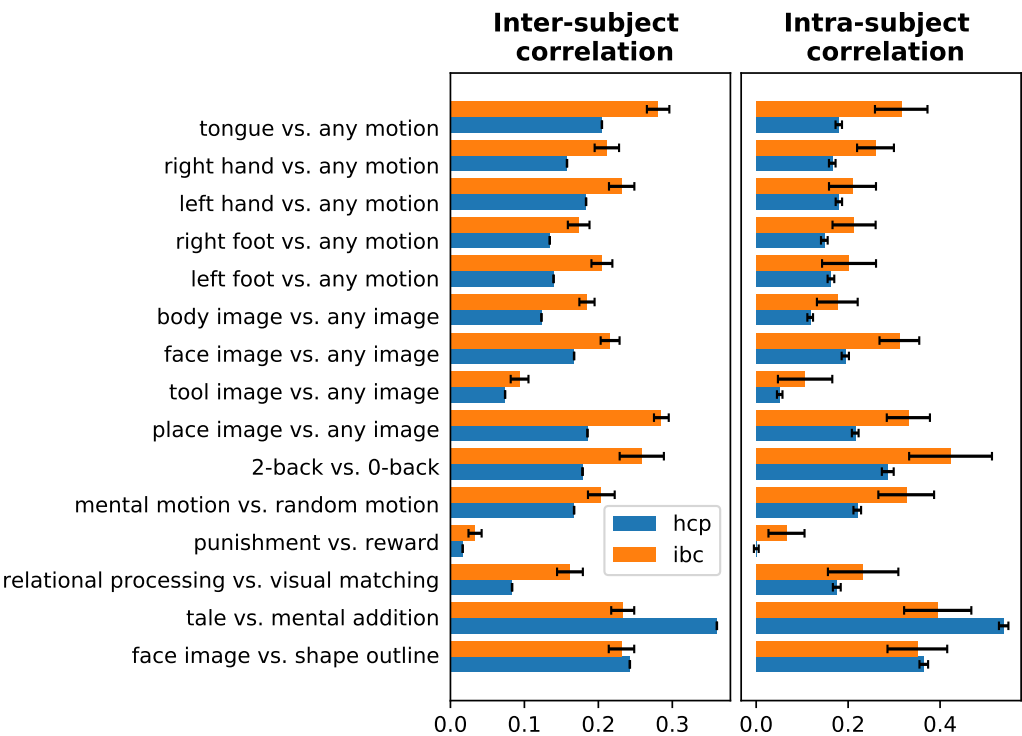 Inter-subject
correlation
Intra-subject
correlation
tongue vs. any motion
right hand vs. any motion
left hand vs. any motion
right foot vs. any motion
left foot vs. any motion
body image vs. any image
face image vs. any image
tool image vs. any image
place image vs. any image
2-back vs. 0-back
mental motion vs. random motion
punishment vs. reward
relational processing vs. visual matching
tale vs. mental addition
face image vs. shape outline
hcp
ibc
0.0 0.1 0.2 0.3
0.0 0.2 0.4